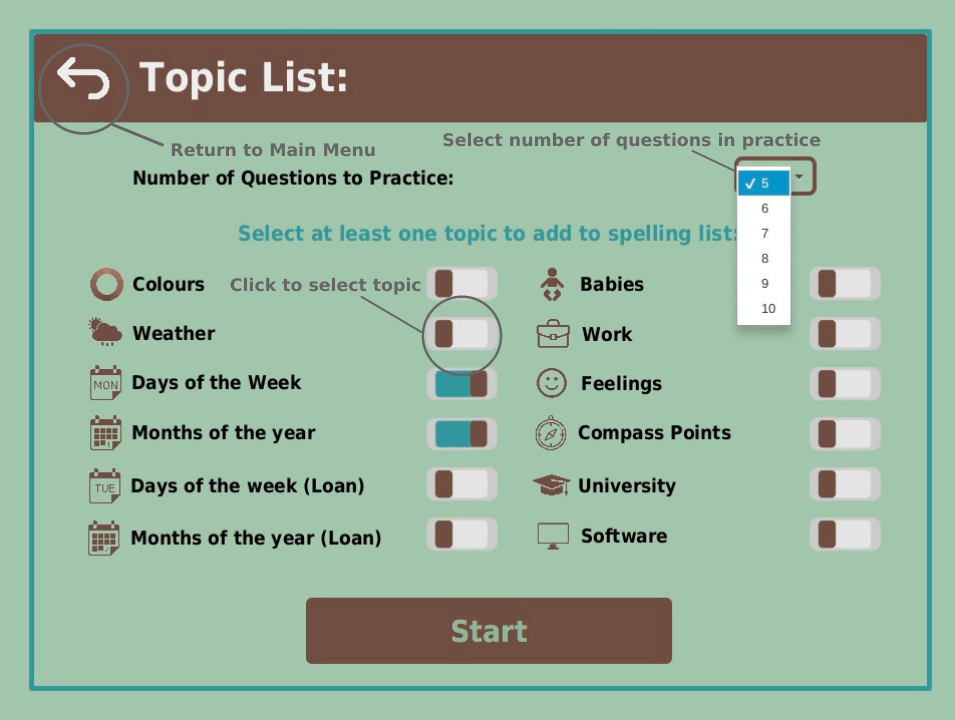 Topic List:
Select number of questions in practice
Return to Main Menu
Number of Questions to Practice:
5
6
7
8
9
10
Select at least one topic to add to spelling list:
Colours
Click to select topic
Babies
Weather
Work
MON
Days of the Week
Feelings
Months of the year
Compass Points
TUE
Days of the week (Loan)
University
Months of the year (Loan)
Software
Start